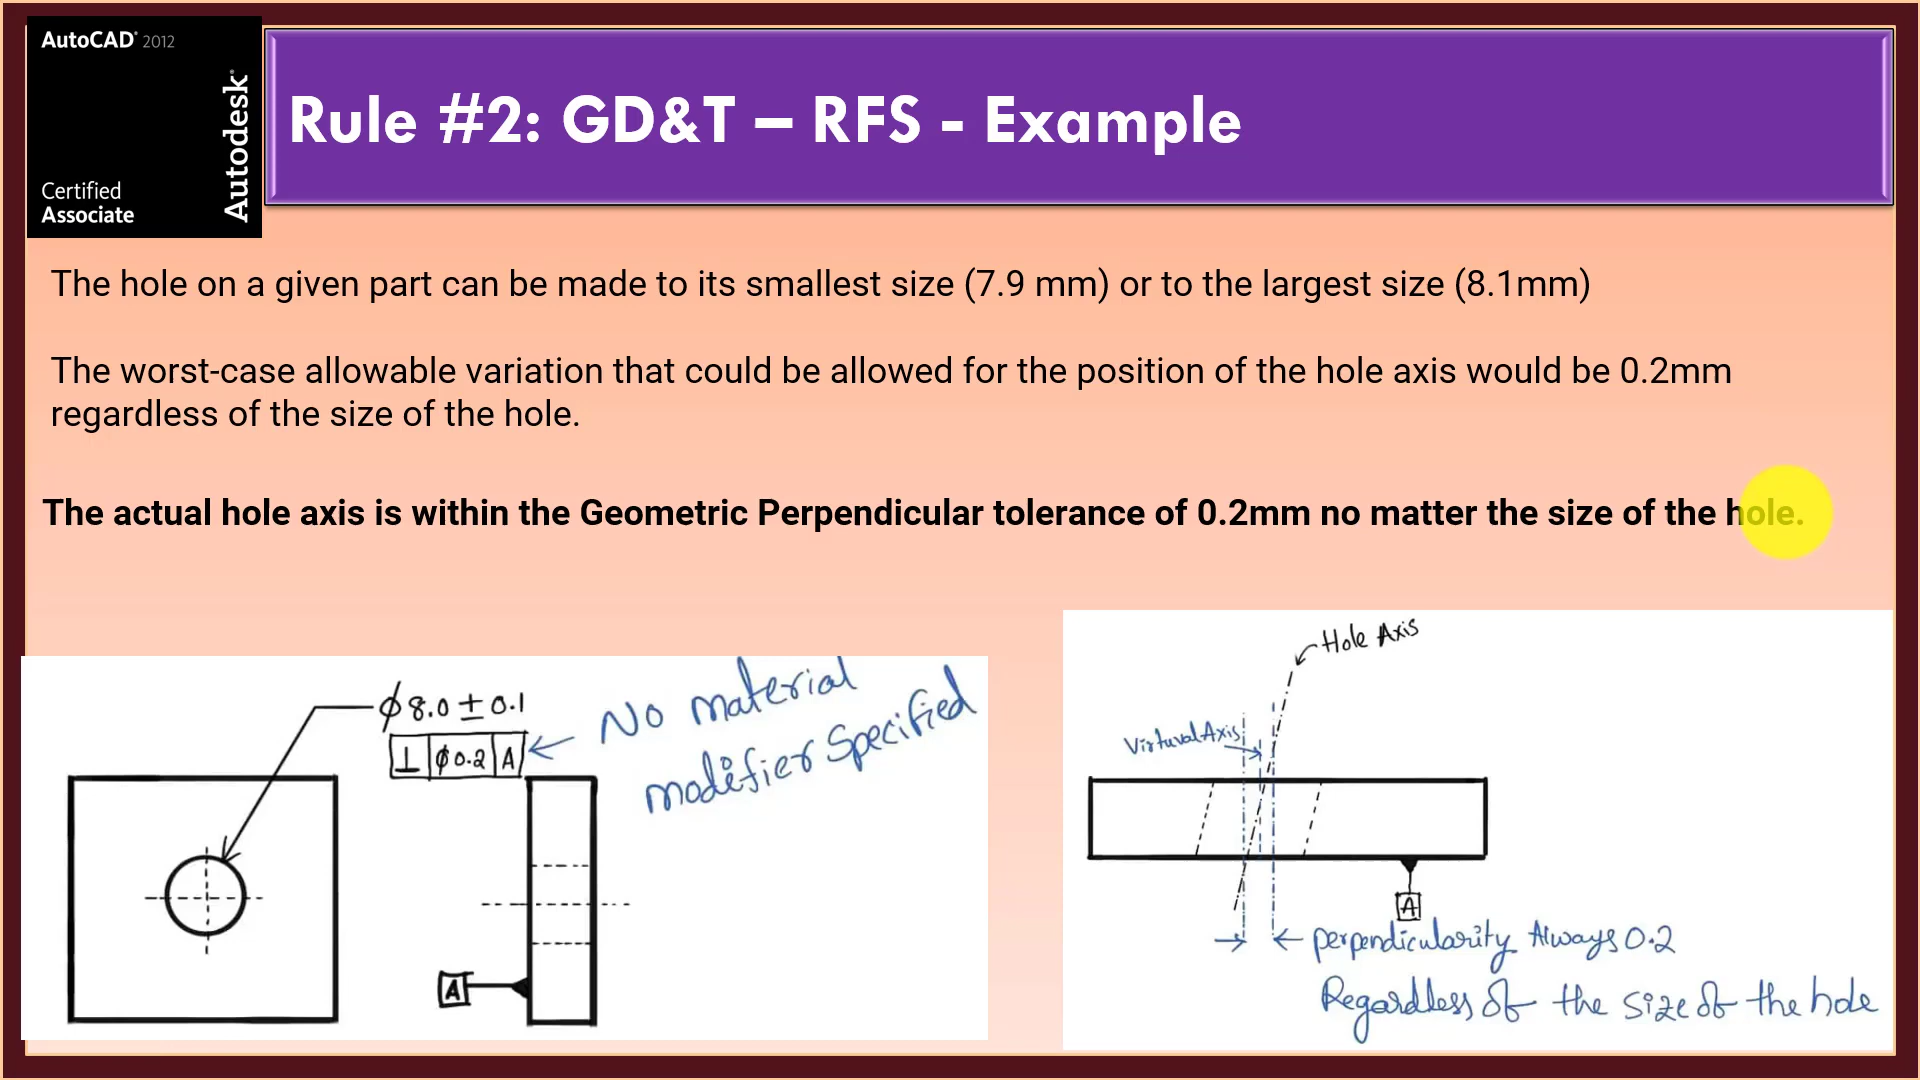 AutoCAD® 2012
Autodesk®
Certified
Associate
Rule #2: GD&T – RFS - Example
The hole on a given part can be made to its smallest size (7.9 mm) or to the largest size (8.1mm)
The worst-case allowable variation that could be allowed for the position of the hole axis would be 0.2mm
regardless of the size of the hole.
The actual hole axis is within the Geometric Perpendicular tolerance of 0.2mm no matter the size of the hole.
ϕ8.0 ± 0.1
⊥ ϕ0.2 A
No material
modifier Specified
A
Hole Axis
Virtuval Axis
A
perpendicularity Always 0.2
Regardless of the size of the hole